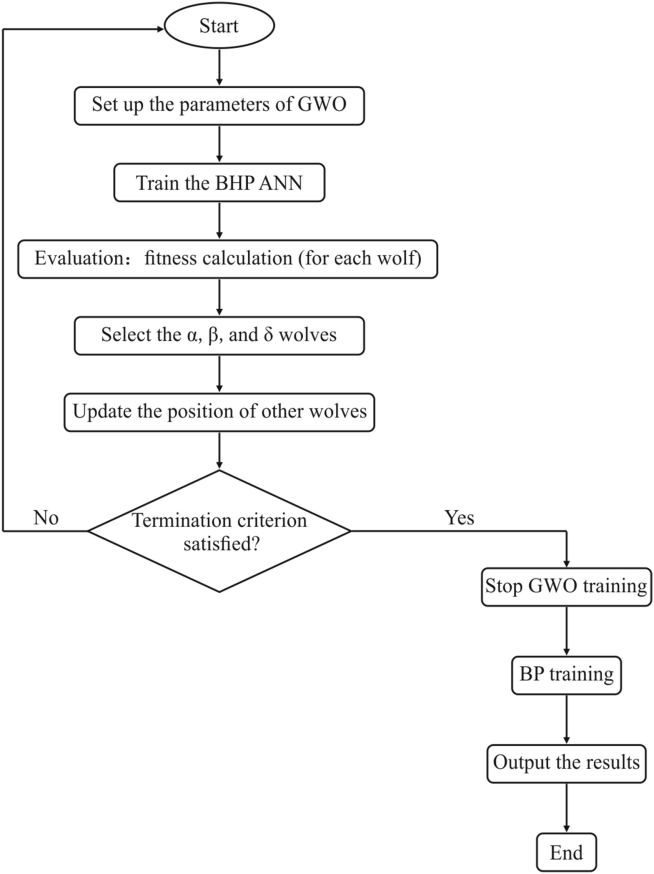 Start
Set up the parameters of GWO
Train the BHP ANN
Evaluation：fitness calculation (for each wolf)
Select the α, β, and δ wolves
Update the position of other wolves
Termination criterion
satisfied?
No
Yes
Stop GWO training
BP training
Output the results
End